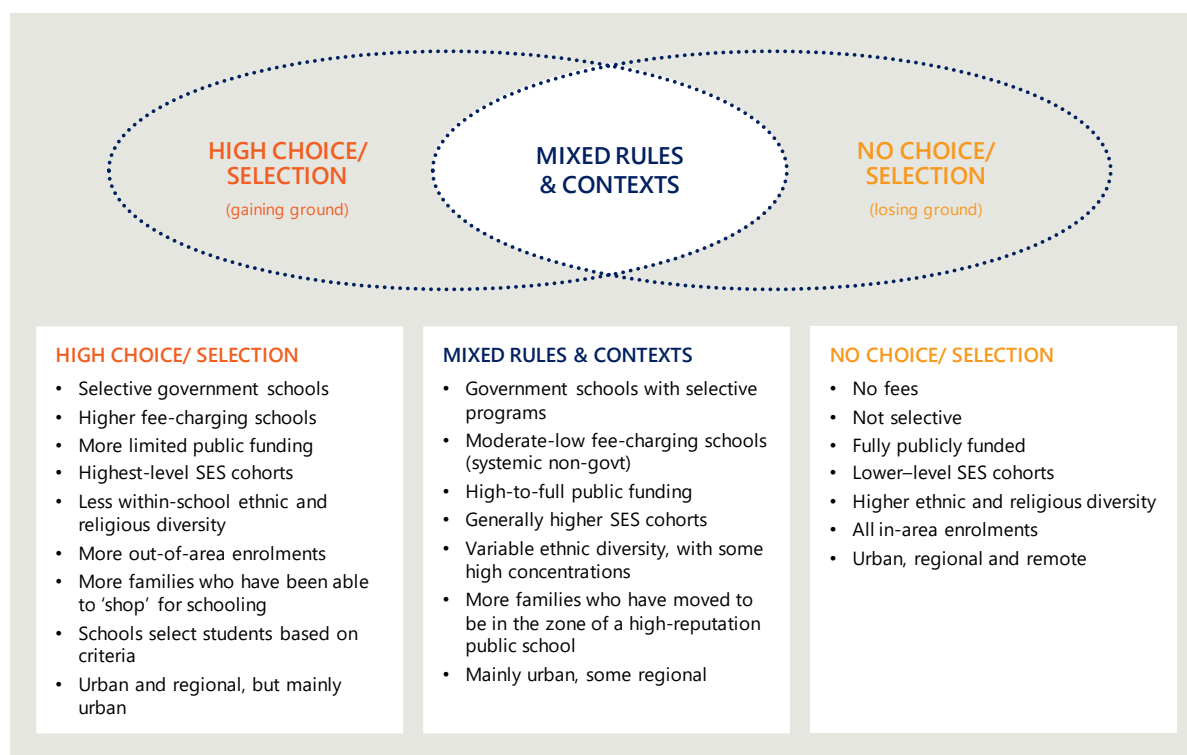 HIGH CHOICE/
SELECTION
(gaining ground)
MIXED RULES
& CONTEXTS
NO CHOICE/
SELECTION
(losing ground)
HIGH CHOICE/ SELECTION
• Selective government schools
• Higher fee-charging schools
• More limited public funding
• Highest-level SES cohorts
• Less within-school ethnic and
religious diversity
• More out-of-area enrolments
• More families who have been able
to ‘shop’ for schooling
• Schools select students based on
criteria
• Urban and regional, but mainly
urban
MIXED RULES & CONTEXTS
• Government schools with selective
programs
• Moderate-low fee-charging schools
(systemic non-govt)
• High-to-full public funding
• Generally higher SES cohorts
• Variable ethnic diversity, with some
high concentrations
• More families who have moved to
be in the zone of a high-reputation
public school
• Mainly urban, some regional
NO CHOICE/ SELECTION
• No fees
• Not selective
• Fully publicly funded
• Lower–level SES cohorts
• Higher ethnic and religious diversity
• All in-area enrolments
• Urban, regional and remote